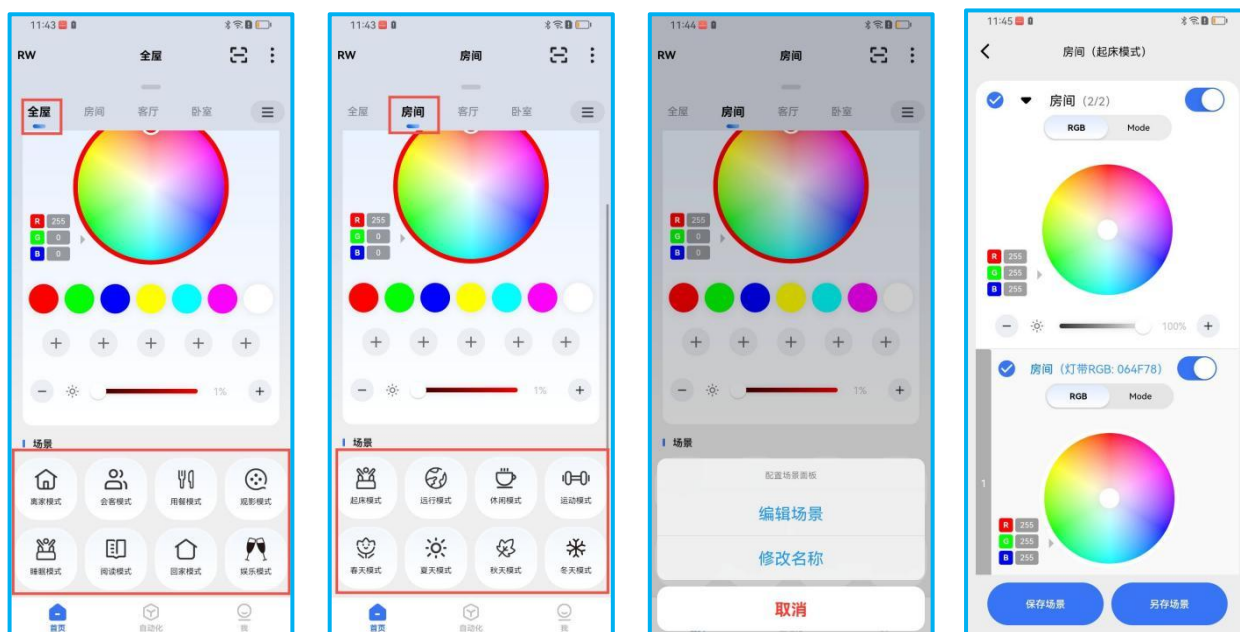 11:43
RW
全屋
全屋
房间
客厅
卧室
R 255
G 0
B 0
1%
场景
离家模式
会客模式
用餐模式
观影模式
睡眠模式
阅读模式
回家模式
娱乐模式
首页
自动化
我
11:43
RW
房间
全屋
房间
客厅
卧室
R 255
G 0
B 0
1%
场景
起床模式
远行模式
休闲模式
运动模式
春天模式
夏天模式
秋天模式
冬天模式
首页
自动化
我
11:44
RW
房间
全屋
房间
客厅
卧室
R 255
G 0
B 0
1%
场景
配置场景面板
编辑场景
修改名称
取消
11:45
房间（起床模式）
房间（2/2）
RGB
Mode
R 255
G 255
B 255
100%
1
房间（灯带RGB: 064F78）
RGB
Mode
R 255
G 255
B 255
保存场景
另存场景